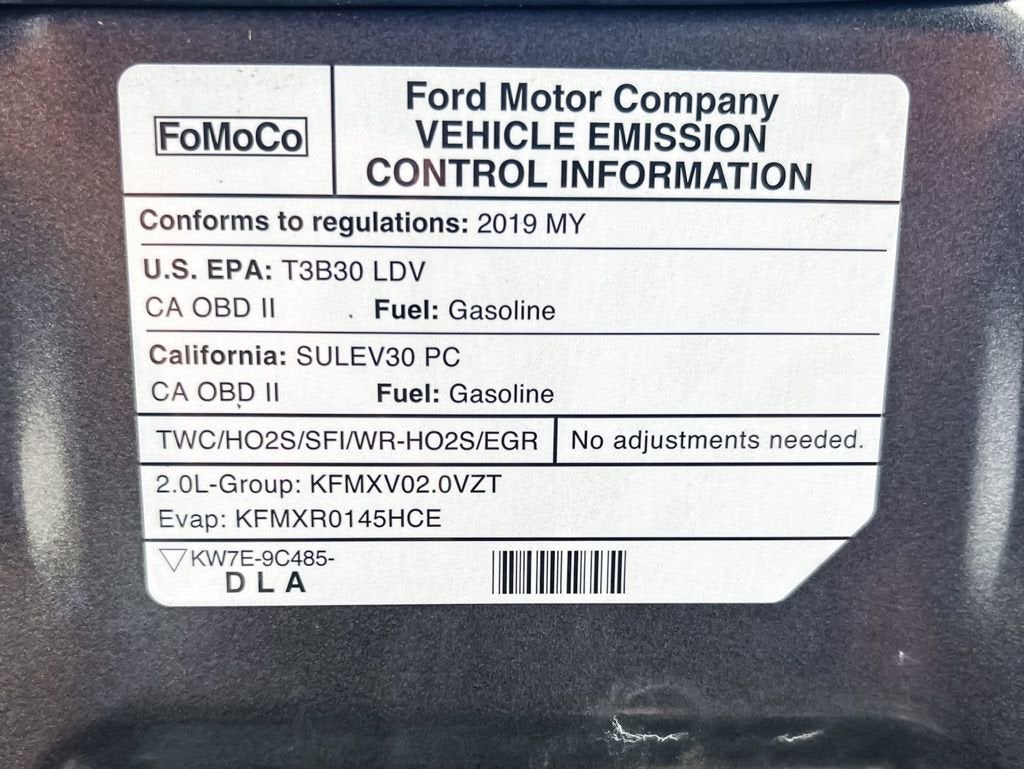 FoMoCo
Ford Motor Company
VEHICLE EMISSION
CONTROL INFORMATION
Conforms to regulations: 2019 MY
U.S. EPA: T3B30 LDV
CA OBD II Fuel: Gasoline
California: SULEV30 PC
CA OBD II Fuel: Gasoline
TWC/HO2S/SFI/WR-HO2S/EGR No adjustments needed.
2.0L-Group: KFMXV02.0VZT
Evap: KFMXR0145HCE
KW7E-9C485-
D L A